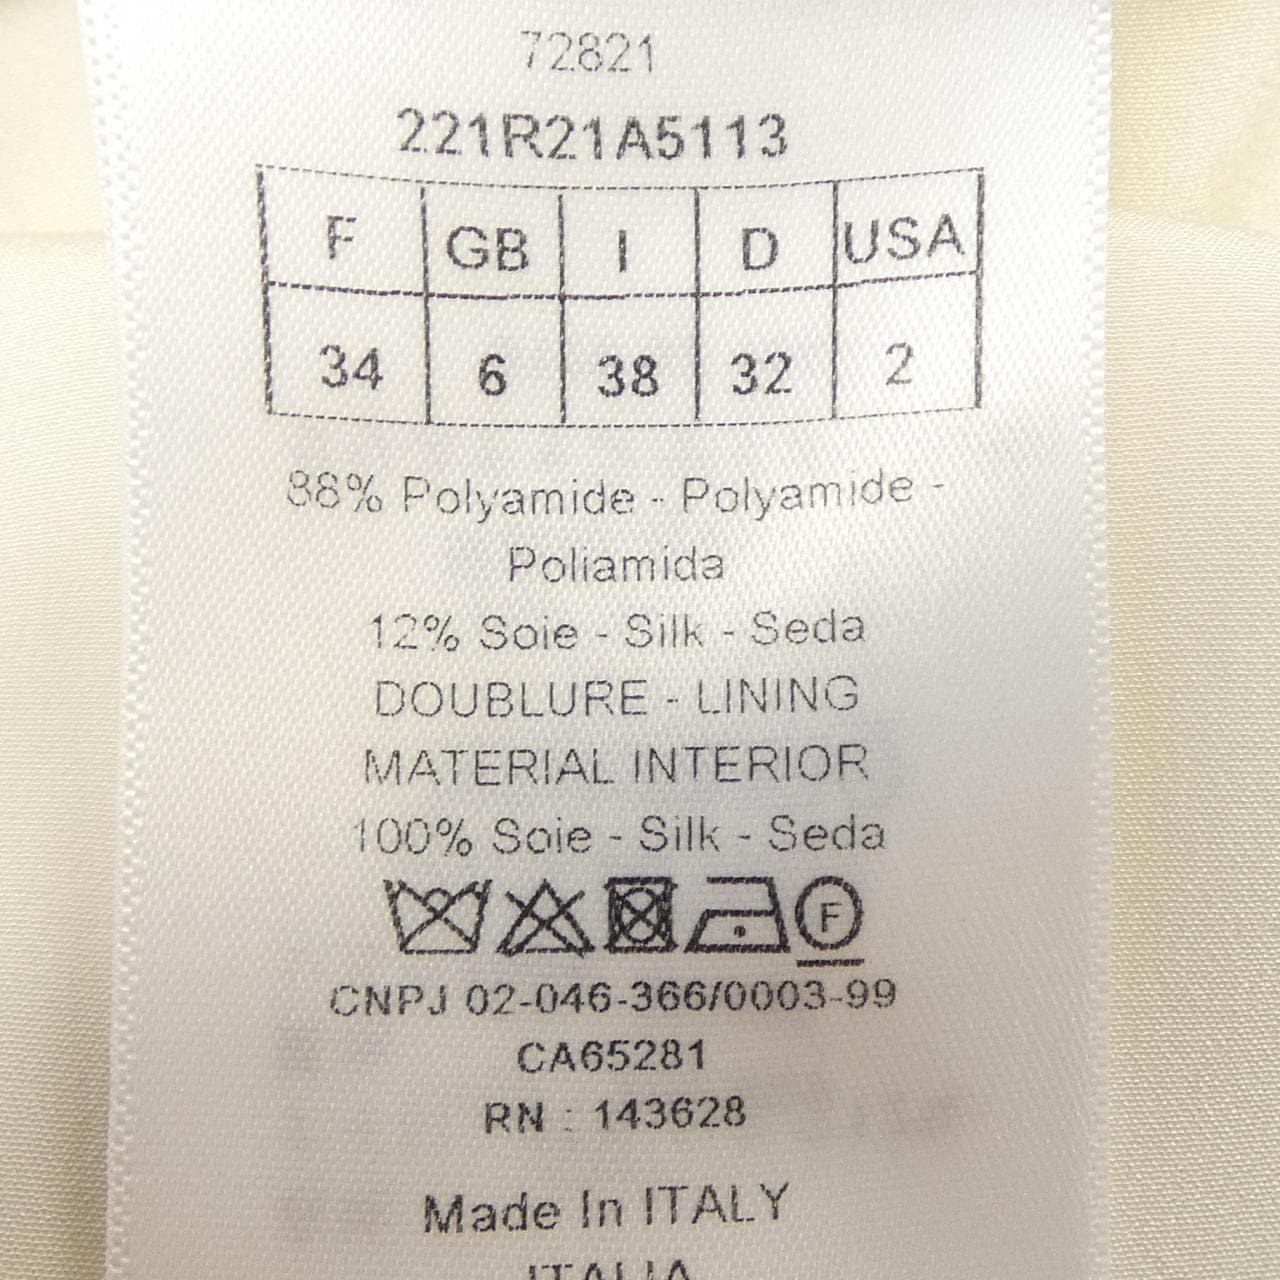 72821
221R21A5113
F GB I D USA
34 6 38 32 2
88% Polyamide - Polyamide -
Poliamida
12% Soie - Silk - Seda
DOUBLURE - LINING
MATERIAL INTERIOR
100% Soie - Silk - Seda
F
CNPJ 02-046-366/0003-99
CA65281
RN : 143628
Made In ITALY
ITALIA